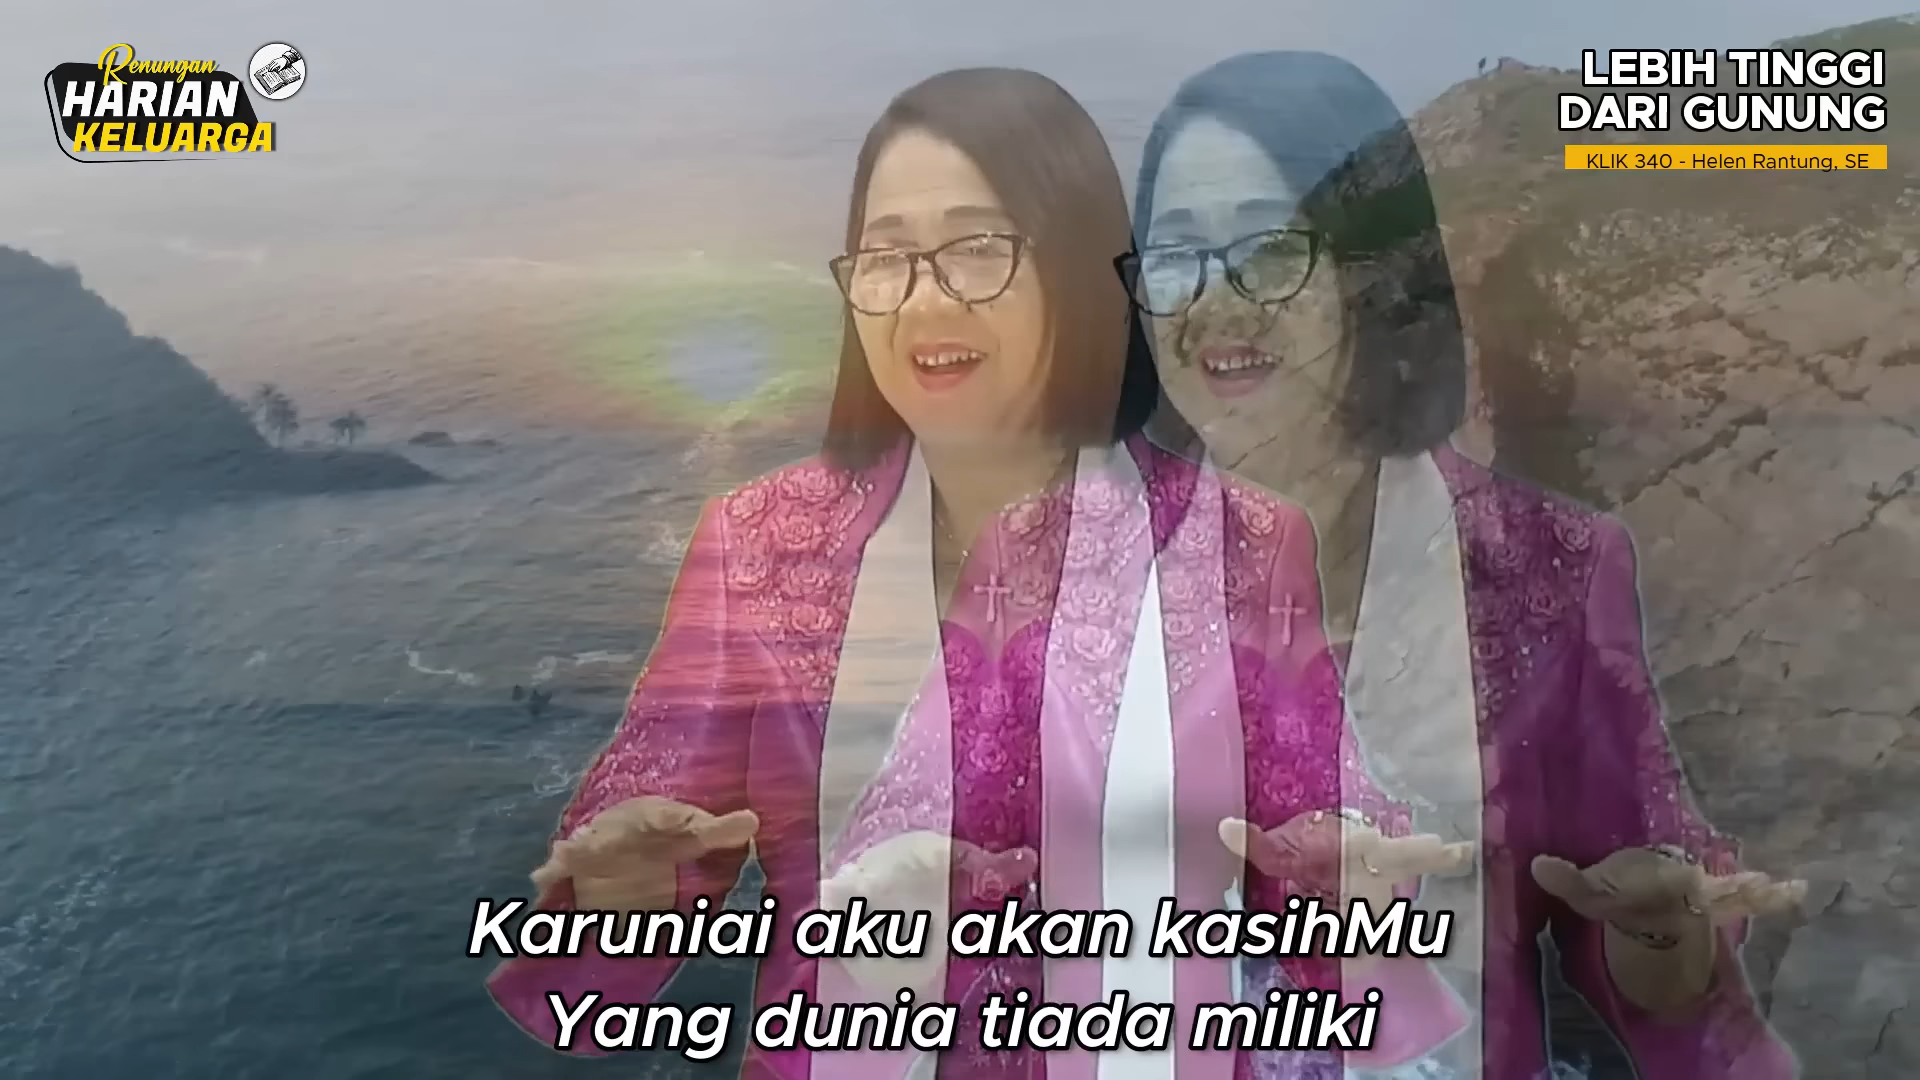 Renungan
HARIAN
KELUARGA
LEBIH TINGGI
DARI GUNUNG
KLIK 340 - Helen Rantung, SE
Karuniai aku akan kasihMu
Yang dunia tiada miliki